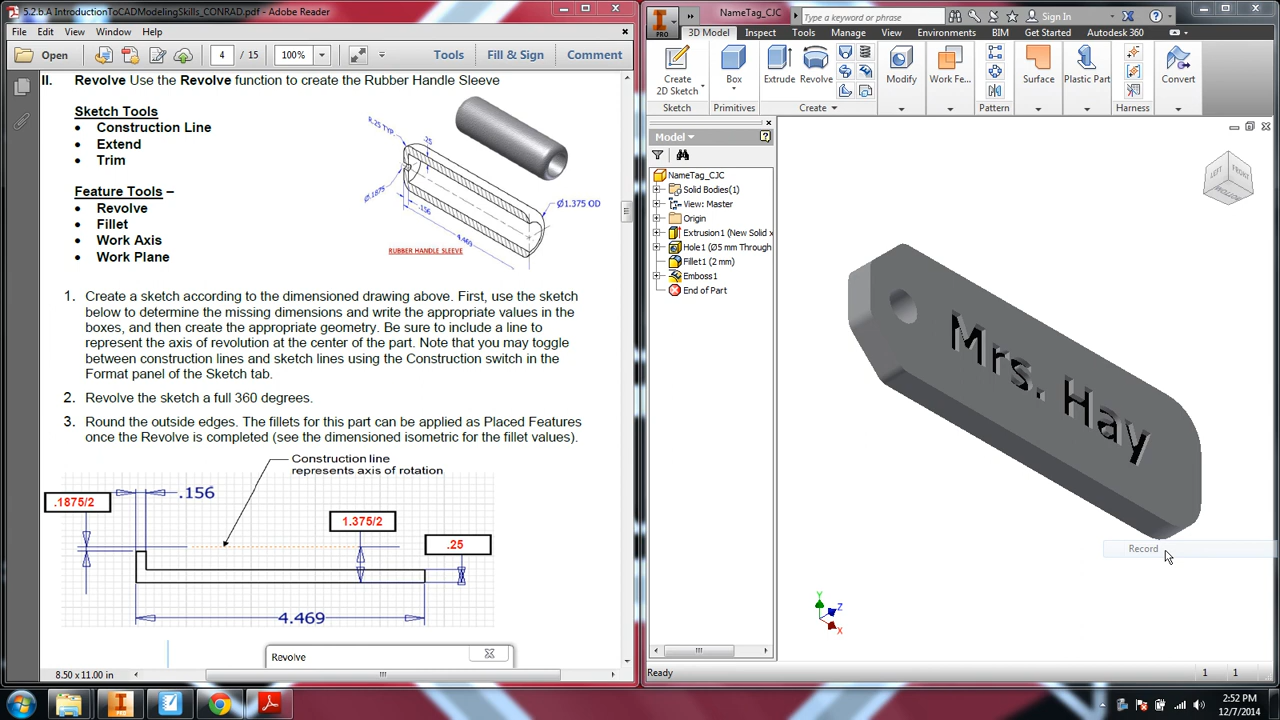 5.2.b.A IntroductionToCADModelingSkills_CONRAD.pdf - Adobe Reader
File Edit View Window Help
Open 4 / 15 100% Tools Fill & Sign Comment
II. Revolve Use the Revolve function to create the Rubber Handle Sleeve
Sketch Tools
• Construction Line
• Extend
• Trim
Feature Tools –
• Revolve
• Fillet
• Work Axis
• Work Plane
R.25 TYP.
.25
Ø.1875
.156
4.469
Ø1.375 OD
RUBBER HANDLE SLEEVE
1. Create a sketch according to the dimensioned drawing above. First, use the sketch
below to determine the missing dimensions and write the appropriate values in the
boxes, and then create the appropriate geometry. Be sure to include a line to
represent the axis of revolution at the center of the part. Note that you may toggle
between construction lines and sketch lines using the Construction switch in the
Format panel of the Sketch tab.
2. Revolve the sketch a full 360 degrees.
3. Round the outside edges. The fillets for this part can be applied as Placed Features
once the Revolve is completed (see the dimensioned isometric for the fillet values).
Construction line
represents axis of rotation
.1875/2
.156
1.375/2
.25
4.469
Revolve
8.50 x 11.00 in
PRO
NameTag_CJC
Type a keyword or phrase
Sign In
3D Model Inspect Tools Manage View Environments BIM Get Started Autodesk 360
Create
2D Sketch
Box
Extrude
Revolve
Modify
Work Fe...
Surface
Plastic Part
Convert
Sketch Primitives Create Pattern Harness
Model
NameTag_CJC
Solid Bodies(1)
View: Master
Origin
Extrusion1 (New Solid x
Hole1 (Ø5 mm Through
Fillet1 (2 mm)
Emboss1
End of Part
LEFT
FRONT
Mrs. Hay
Record
Y
Z
X
Ready
1 1
2:52 PM
12/7/2014